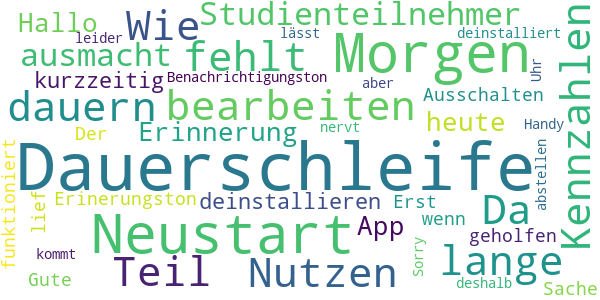 Hallo
Wie
Studienteilnehmer
leider
lässt
deinstalliert
ausmacht
fehlt
Morgen
Kennzahlen
kurzzeitig
Benachrichtigungston
aber
Uhr
dauern
bearbeiten
Ausschalten
Der
Erinnerung
nervt
heute
Handy
funktioniert
Dauerschleife
abstellen
lief
Erinerungston
deinstallieren
Erst
wenn
Da
Neustart
App
geholfen
kommt
Teil
Nutzen
Sorry
lange
Gute
deshalb
Sache